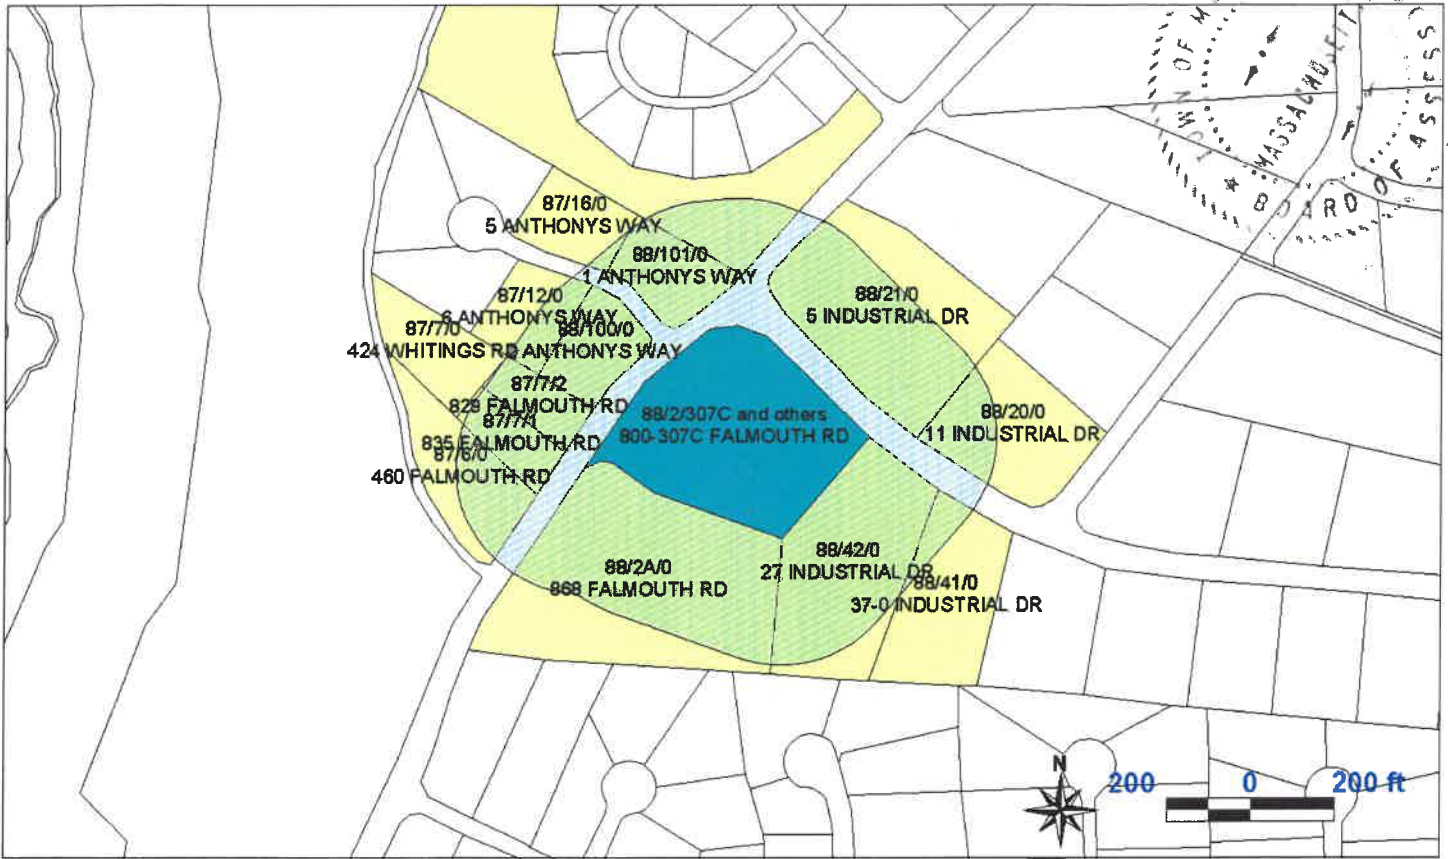 TOWN OF M
MASSACHUSETT
BOARD OF ASSESS
87/16/0
5 ANTHONYS WAY
88/101/0
1 ANTHONYS WAY
87/12/0
6 ANTHONYS WAY
88/21/0
5 INDUSTRIAL DR
87/7/0
424 WHITINGS RD
88/100/0
ANTHONYS WAY
87/7/2
829 FALMOUTH RD
88/2/307C and others
800-307C FALMOUTH RD
88/20/0
11 INDUSTRIAL DR
87/7/1
835 FALMOUTH RD
87/6/0
460 FALMOUTH RD
88/42/0
27 INDUSTRIAL DR
88/2A/0
868 FALMOUTH RD
88/41/0
37-0 INDUSTRIAL DR
N
200 0 200 ft